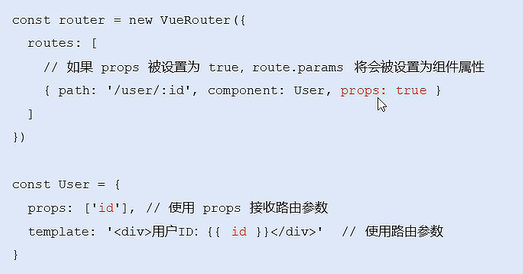 const router = new VueRouter({
  routes: [
    // 如果 props 被设置为 true，route.params 将会被设置为组件属性
    { path: '/user/:id', component: User, props: true }
  ]
})
const User = {
  props: ['id'], // 使用 props 接收路由参数
  template: '<div>用户ID: {{ id }}</div>'  // 使用路由参数
}